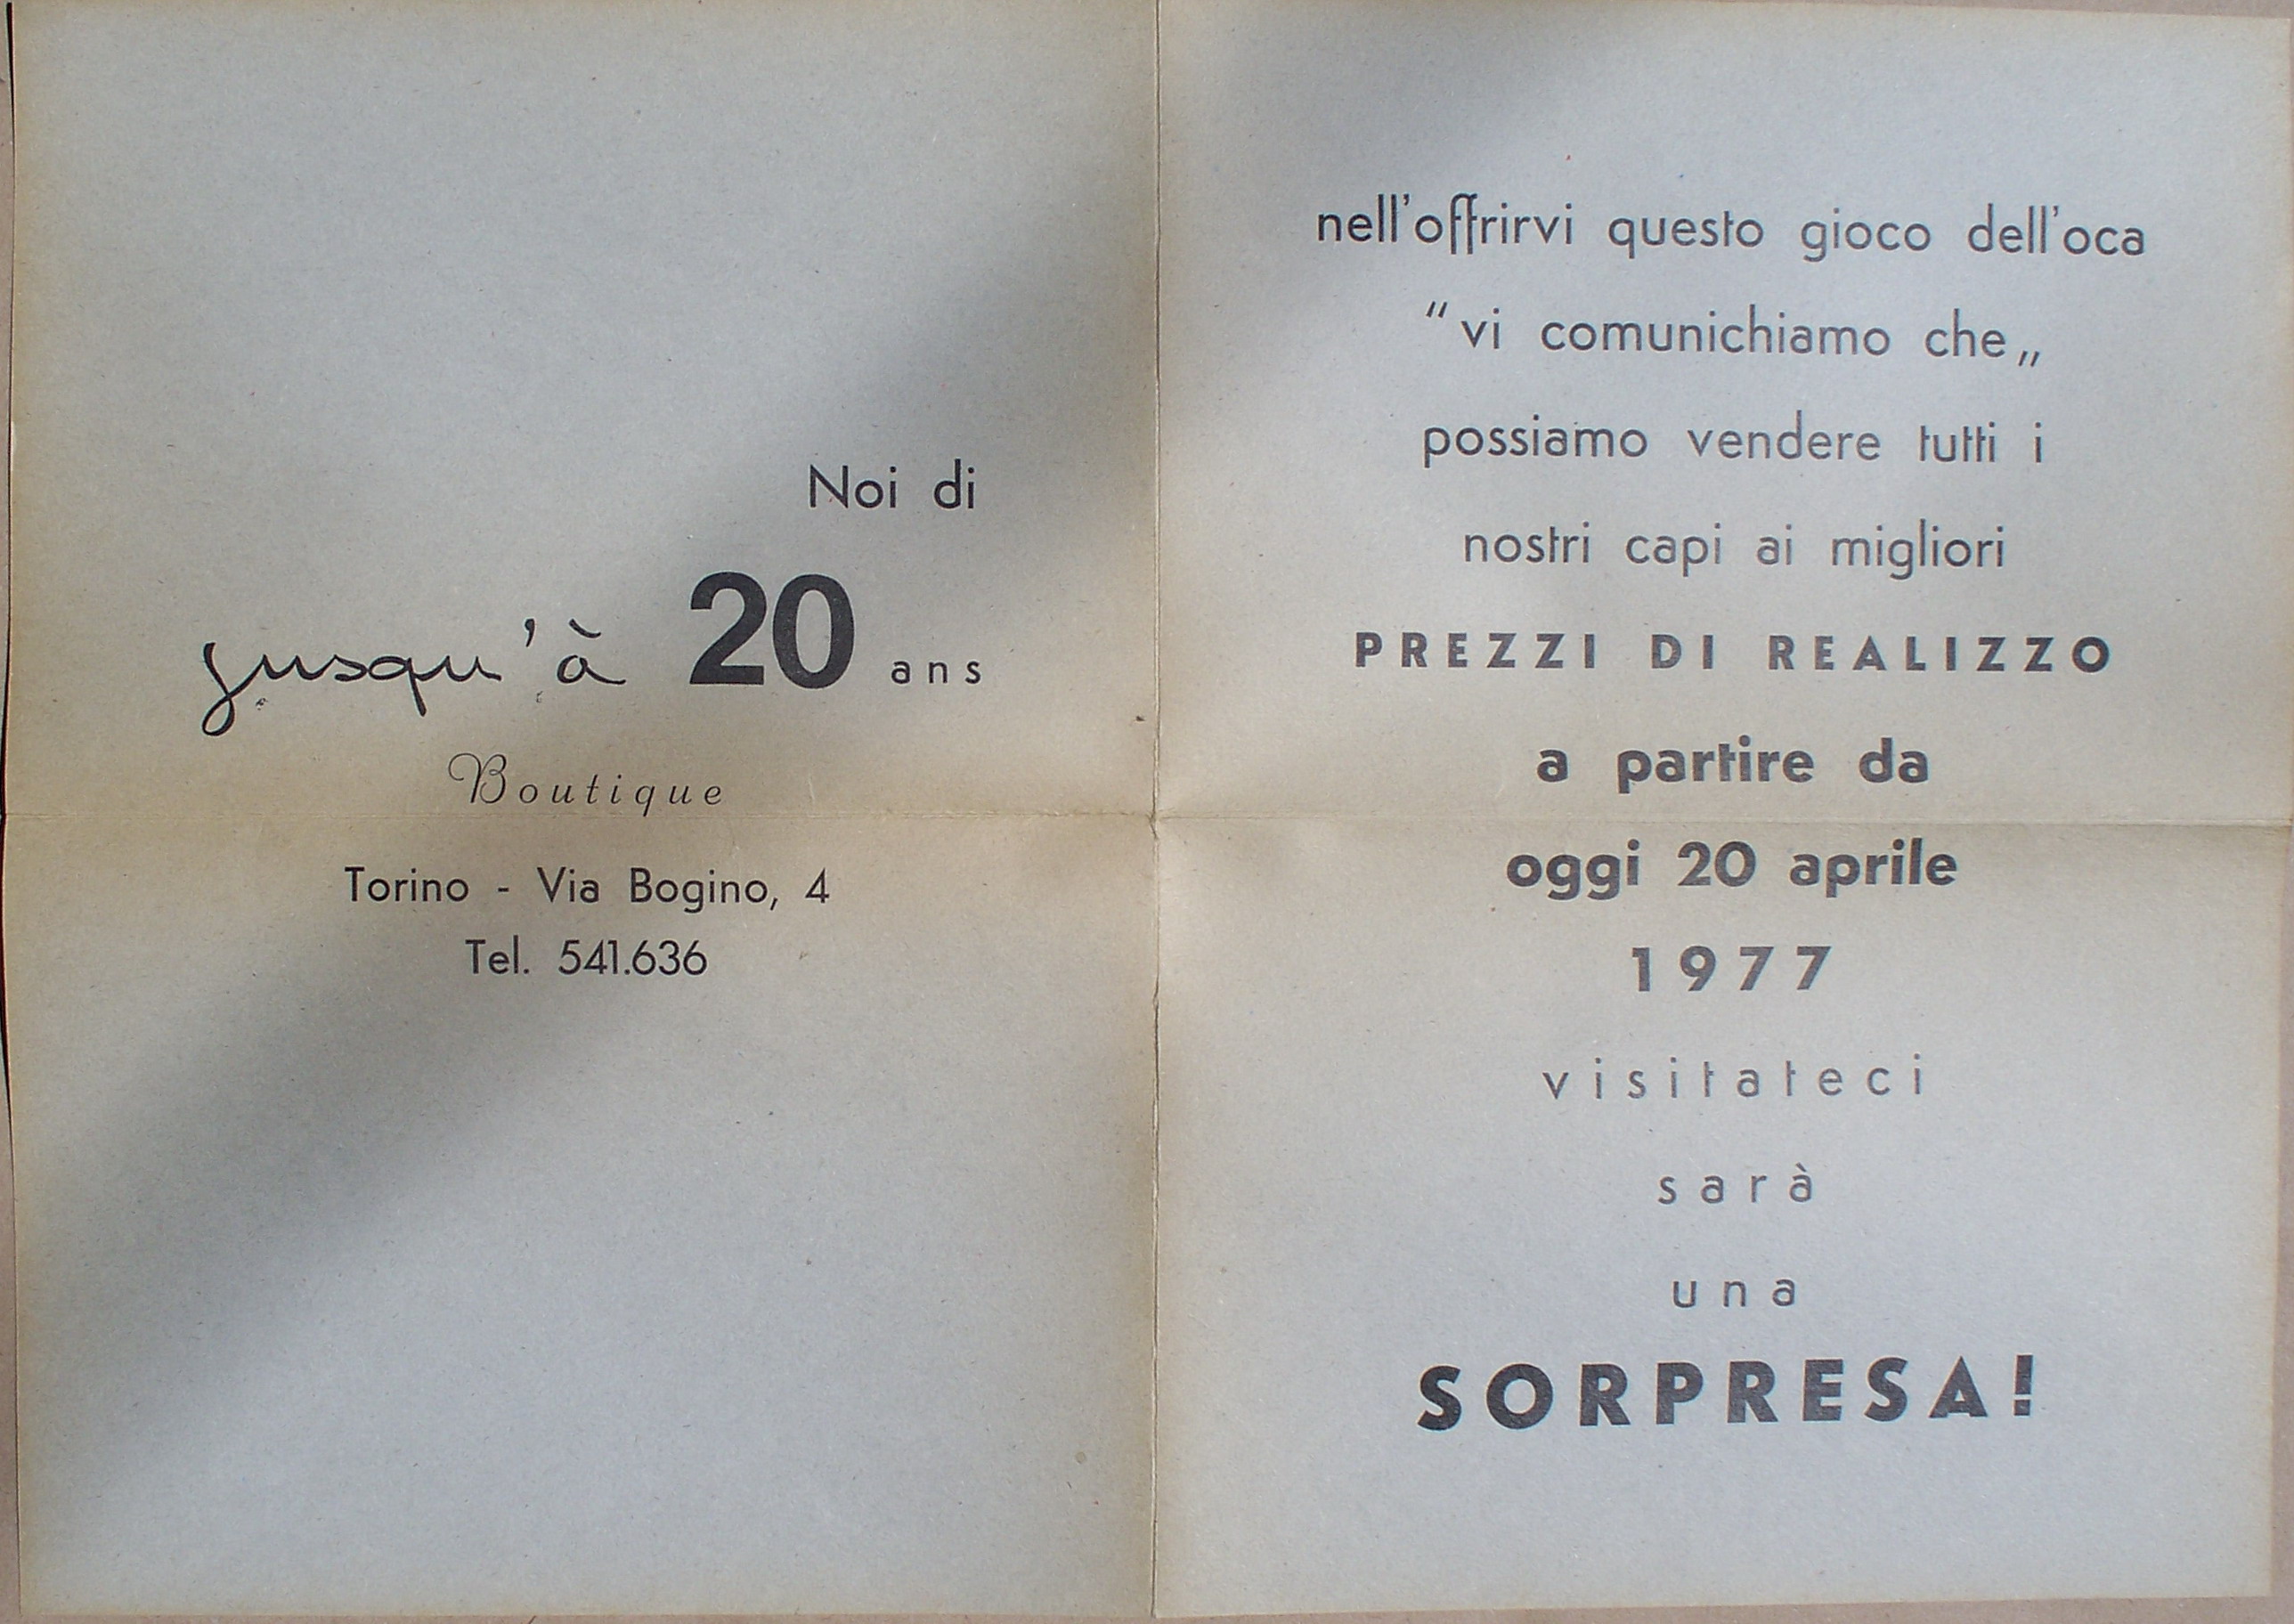 Noi di
jusqu'à 20 ans
Boutique
Torino - Via Bogino, 4
Tel. 541.636
nell'offrirvi questo gioco dell'oca
“vi comunichiamo che„
possiamo vendere tutti i
nostri capi ai migliori
PREZZI DI REALIZZO
a partire da
oggi 20 aprile
1977
visitateci
sarà
una
SORPRESA!